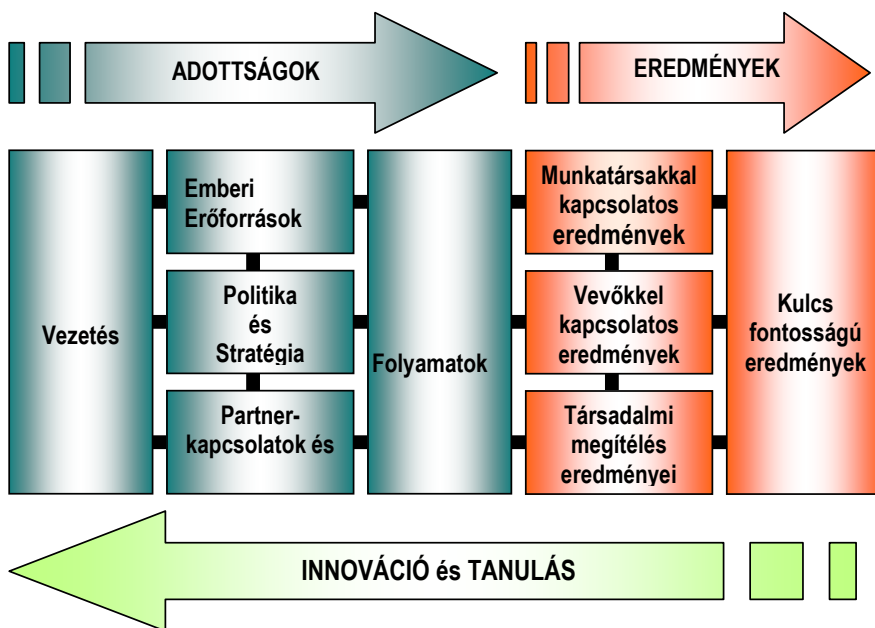 ADOTTSÁGOK
EREDMÉNYEK
Vezetés
Emberi
Erőforrások
Politika
és
Stratégia
Partner-
kapcsolatok és
Folyamatok
Munkatársakkal
kapcsolatos
eredmények
Vevőkkel
kapcsolatos
eredmények
Társadalmi
megítélés
eredményei
Kulcs
fontosságú
eredmények
INNOVÁCIÓ és TANULÁS